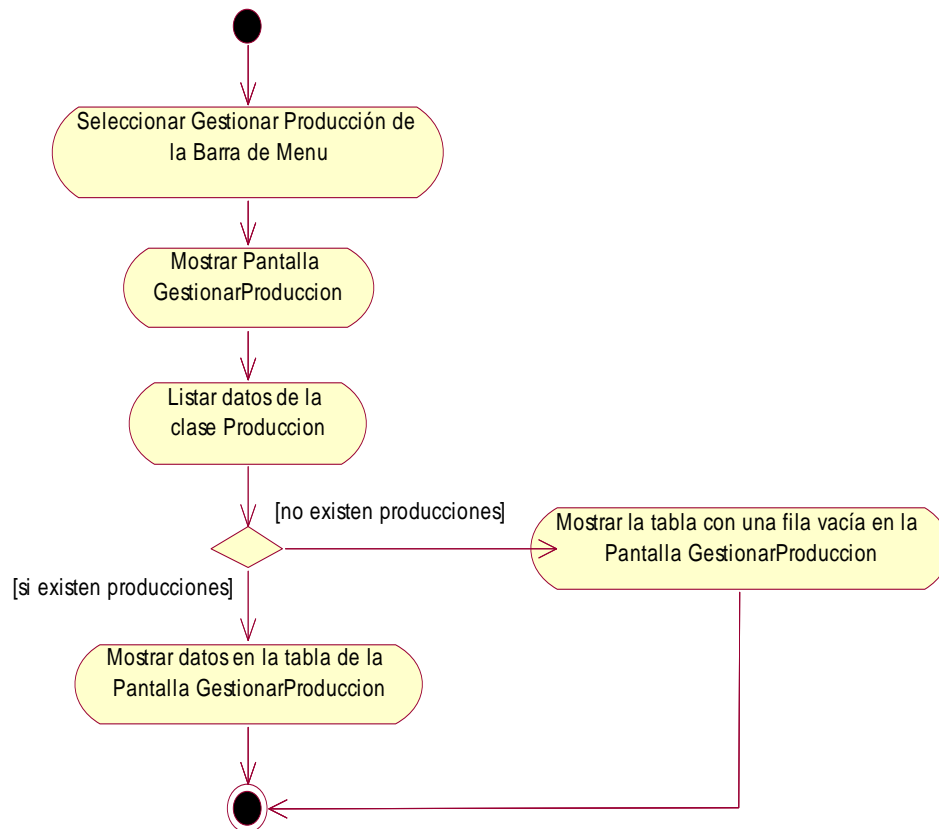 Seleccionar Gestionar Producción de
la Barra de Menu
Mostrar Pantalla
GestionarProduccion
Listar datos de la
clase Produccion
[no existen producciones]
Mostrar la tabla con una fila vacía en la
Pantalla GestionarProduccion
[si existen producciones]
Mostrar datos en la tabla de la
Pantalla GestionarProduccion